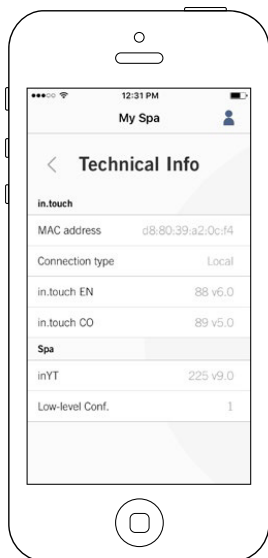 12:31 PM
My Spa
Technical Info
in.touch
MAC address d8:80:39:a2:0c:f4
Connection type Local
in.touch EN 88 v6.0
in.touch CO 89 v5.0
Spa
inYT 225 v9.0
Low-level Conf. 1